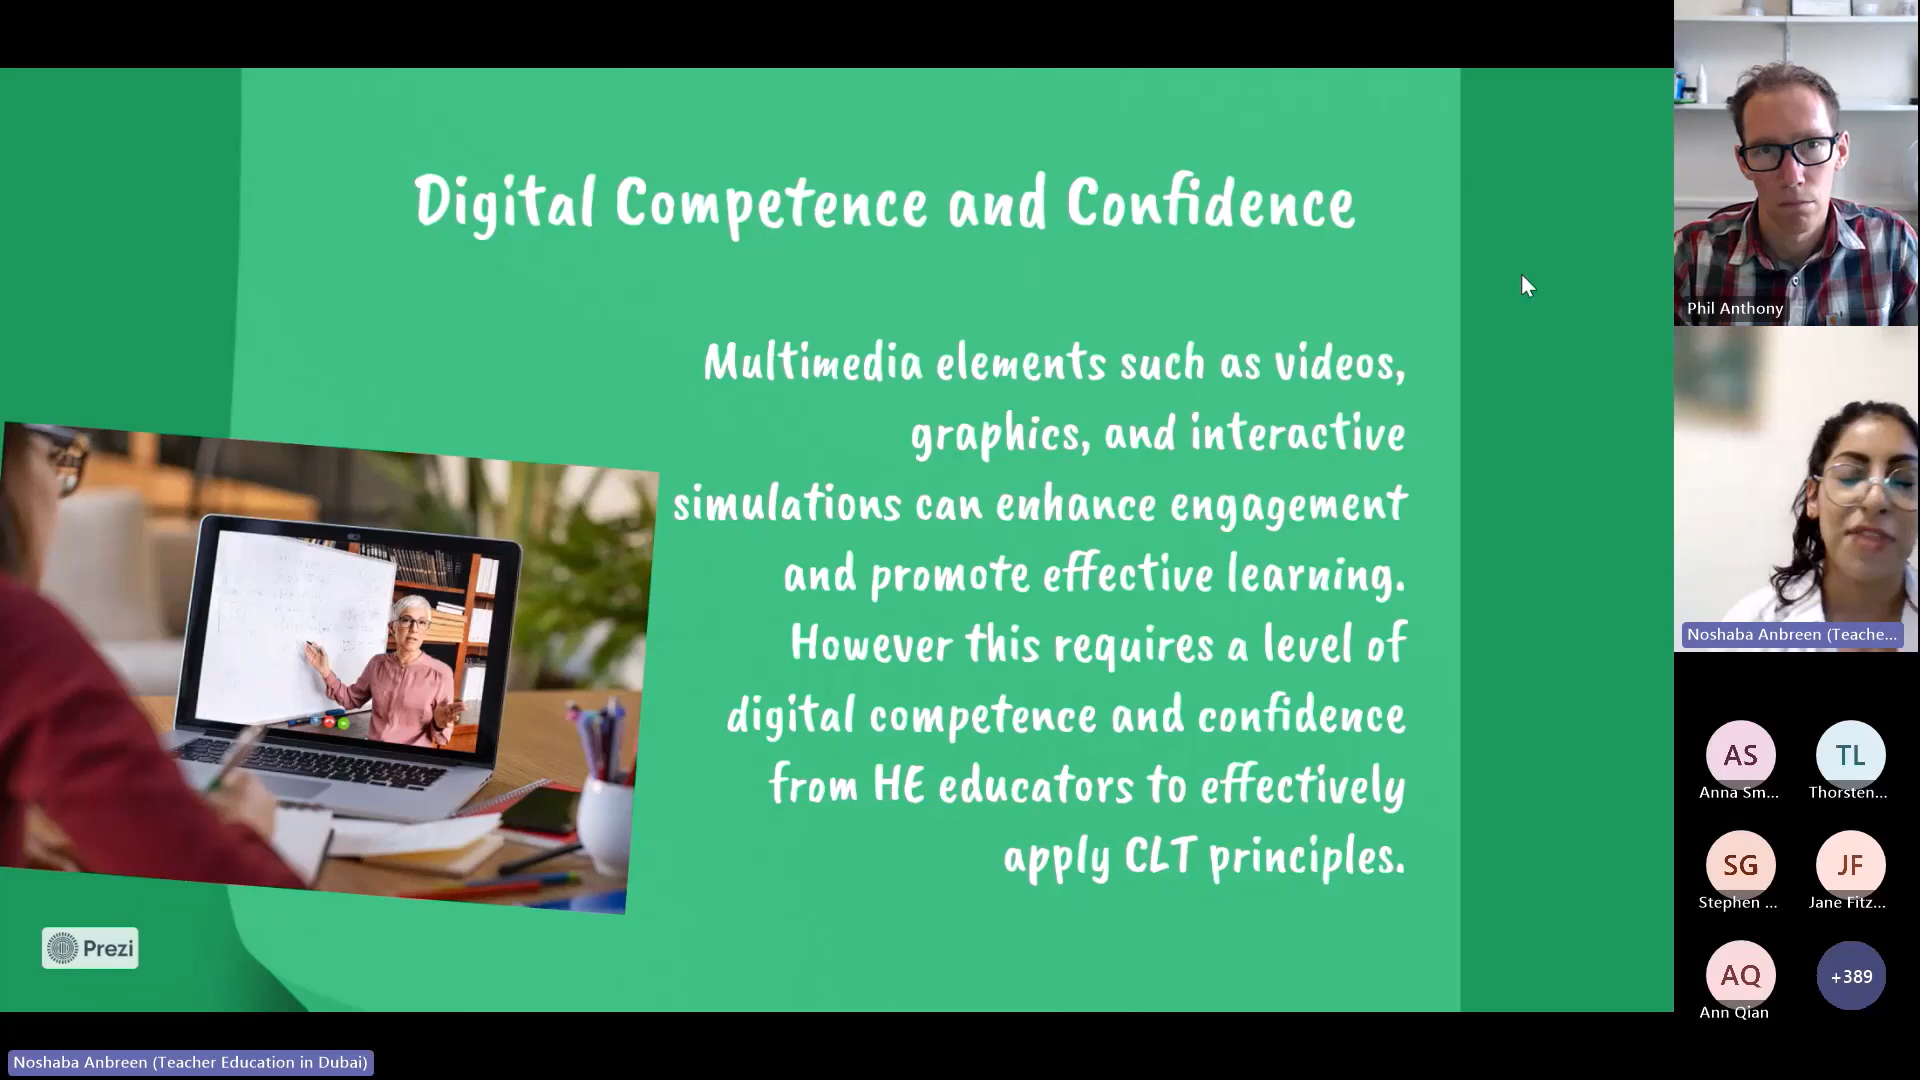 Digital Competence and Confidence
Multimedia elements such as videos,
graphics, and interactive
simulations can enhance engagement
and promote effective learning.
However this requires a level of
digital competence and confidence
from HE educators to effectively
apply CLT principles.
Prezi
Noshaba Anbreen (Teacher Education in Dubai)
Phil Anthony
Noshaba Anbreen (Teache...
AS
TL
Anna Sm...
Thorsten...
SG
JF
Stephen ...
Jane Fitz...
AQ
+389
Ann Qian